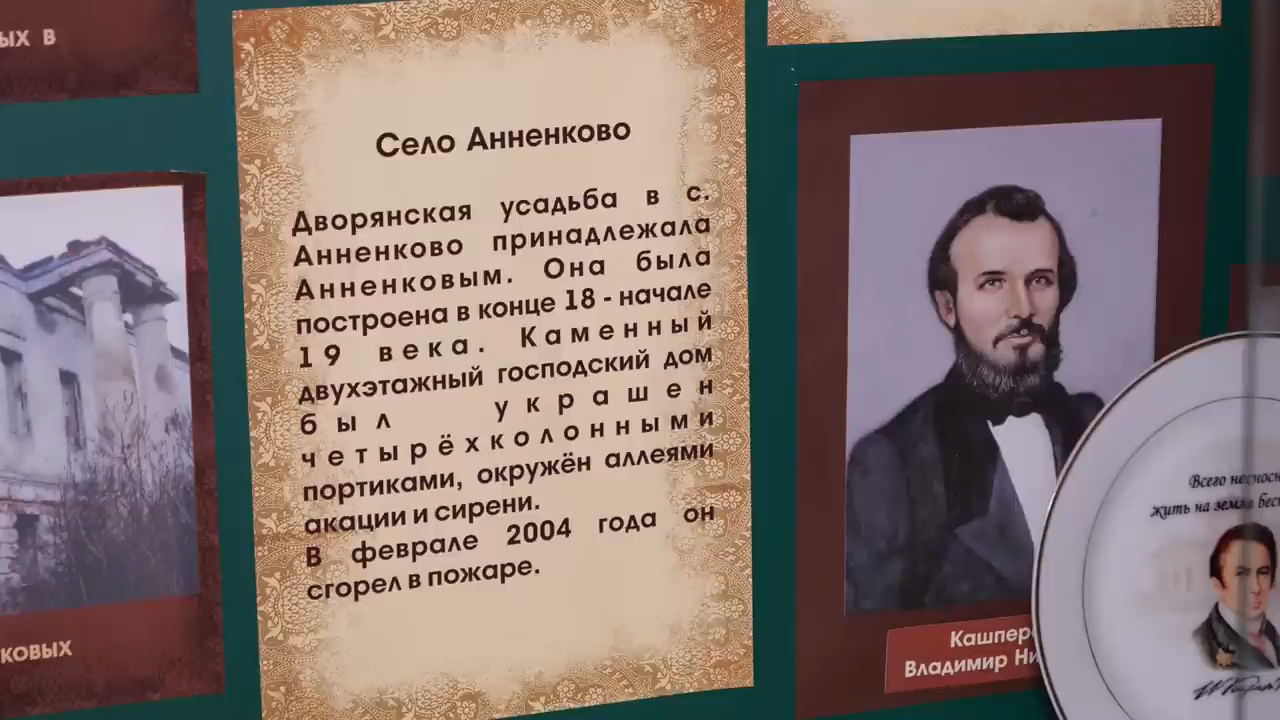 ЫХ В
Село Анненково
Дворянская усадьба в с.
Анненково принадлежала
Анненковым. Она была
построена в конце 18 - начале
19 века. Каменный
двухэтажный господский дом
был украшен
четырёхколонными
портиками, окружён аллеями
акации и сирени.
В феврале 2004 года он
сгорел в пожаре.
КОВЫХ
Кашпер
Владимир Ни
Всего
жить на земле